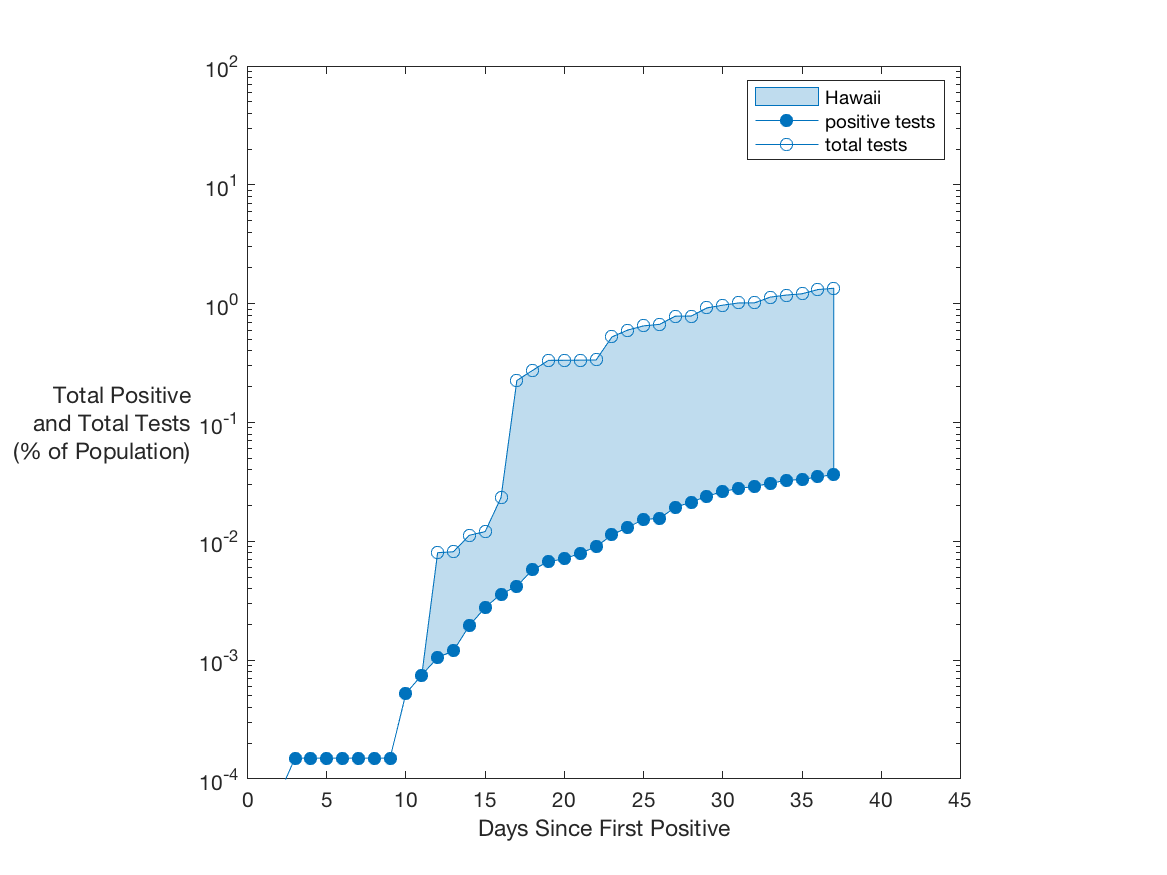 10^2
10^1
10^0
10^-1
10^-2
10^-3
10^-4
Total Positive
and Total Tests
(% of Population)
Hawaii
positive tests
total tests
0 5 10 15 20 25 30 35 40 45
Days Since First Positive